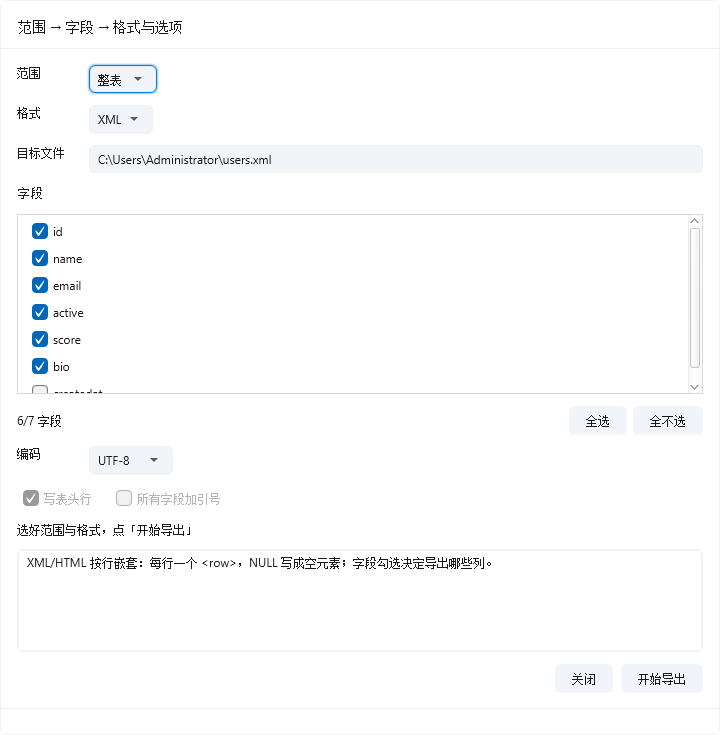 范围 → 字段 → 格式与选项
范围
整表
格式
XML
目标文件
C:\Users\Administrator\users.xml
字段
id
name
email
active
score
bio
6/7 字段
全选
全不选
编码
UTF-8
写表头行
所有字段加引号
选好范围与格式，点「开始导出」
XML/HTML 按行嵌套：每行一个 <row>，NULL 写成空元素；字段勾选决定导出哪些列。
关闭
开始导出